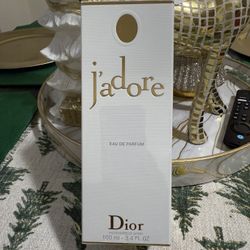 j'adore
EAU DE PARFUM
Dior
100 ml - 3.4 FL. OZ